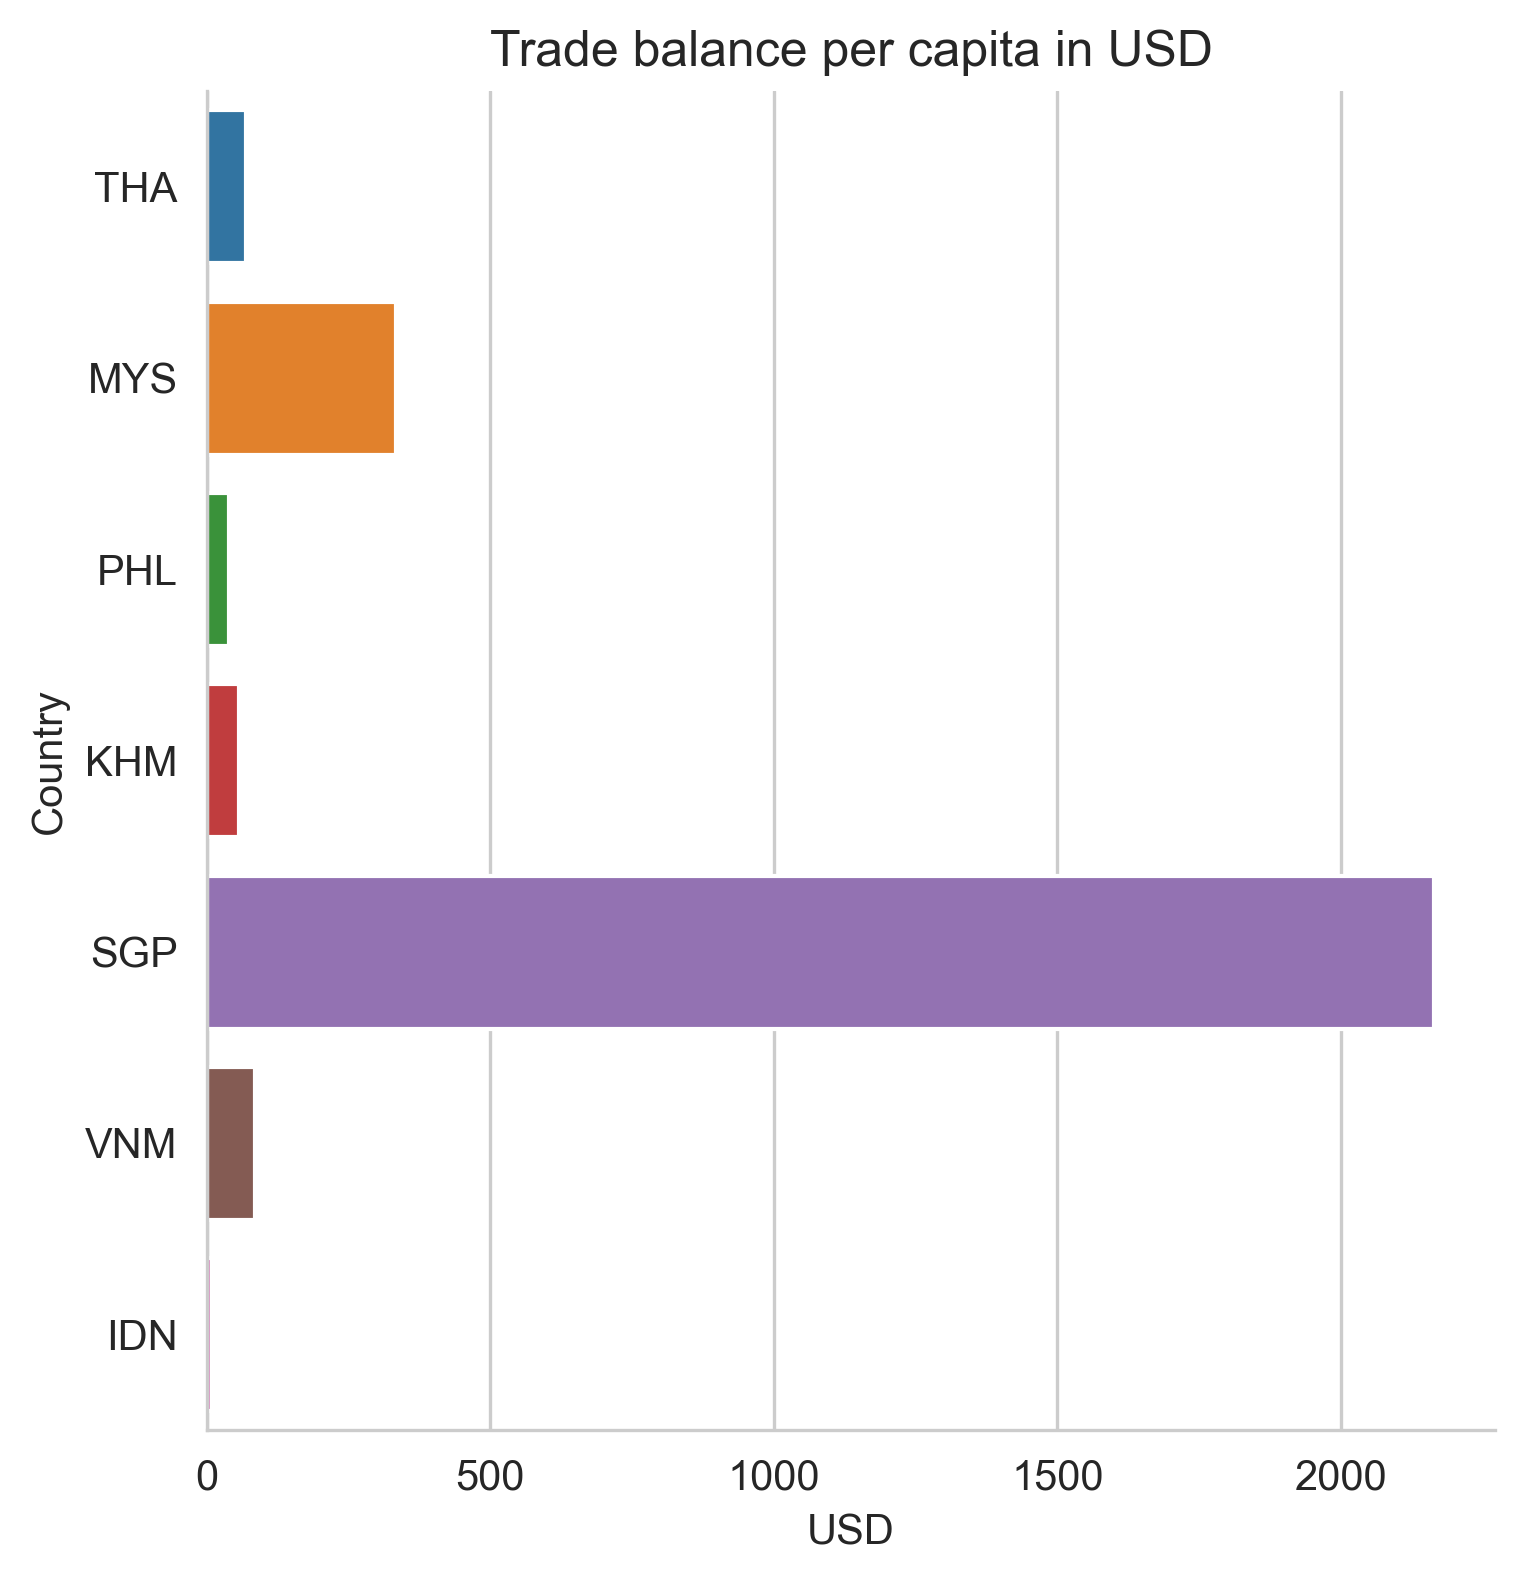 Trade balance per capita in USD
THA
MYS
PHL
KHM
SGP
VNM
IDN
Country
0 500 1000 1500 2000
USD